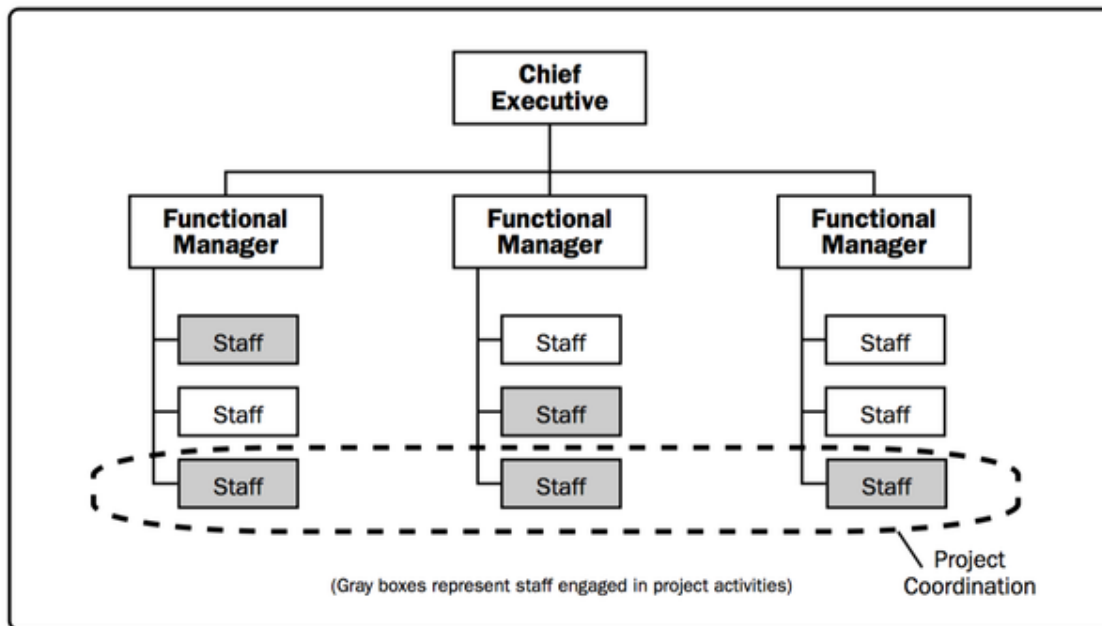 Chief
Executive
Functional
Manager
Functional
Manager
Functional
Manager
Staff
Staff
Staff
Staff
Staff
Staff
Staff
Staff
Staff
Project
Coordination
(Gray boxes represent staff engaged in project activities)